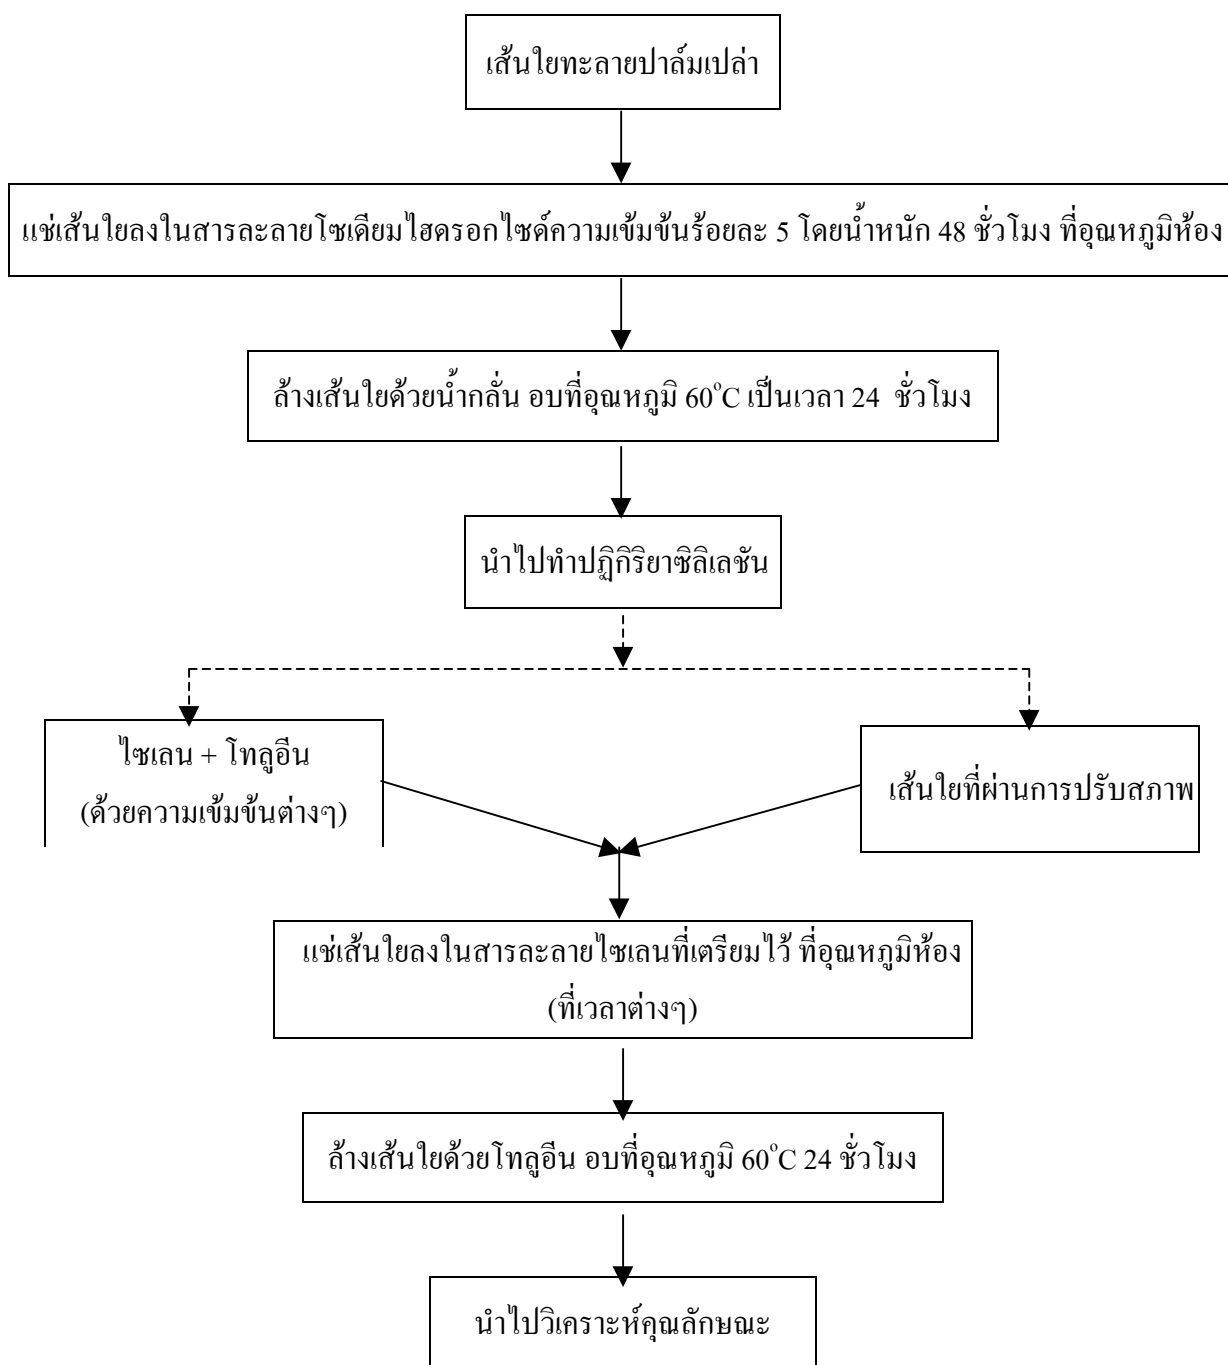 เส้นใยทะลายปาล์มเปล่า
แช่เส้นใยลงในสารละลายโซเดียมไฮดรอกไซด์ความเข้มข้นร้อยละ 5 โดยน้ำหนัก 48 ชั่วโมง ที่อุณหภูมิห้อง
ล้างเส้นใยด้วยน้ำกลั่น อบที่อุณหภูมิ 60°C เป็นเวลา 24 ชั่วโมง
นำไปทำปฏิกิริยาซิลิเลชัน
ไซเลน + โทลูอีน
(ด้วยความเข้มข้นต่างๆ)
เส้นใยที่ผ่านการปรับสภาพ
แช่เส้นใยลงในสารละลายไซเลนที่เตรียมไว้ ที่อุณหภูมิห้อง
(ที่เวลาต่างๆ)
ล้างเส้นใยด้วยโทลูอีน อบที่อุณหภูมิ 60°C 24 ชั่วโมง
นำไปวิเคราะห์คุณลักษณะ